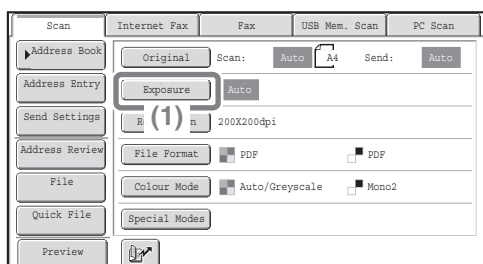 Scan Internet Fax Fax USB Mem. Scan PC Scan
Address Book Original Scan: Auto A4 Send: Auto
Address Entry Exposure Auto
Send Settings (1) 200X200dpi
Address Review File Format PDF PDF
File Colour Mode Auto/Greyscale Mono2
Quick File Special Modes
Preview